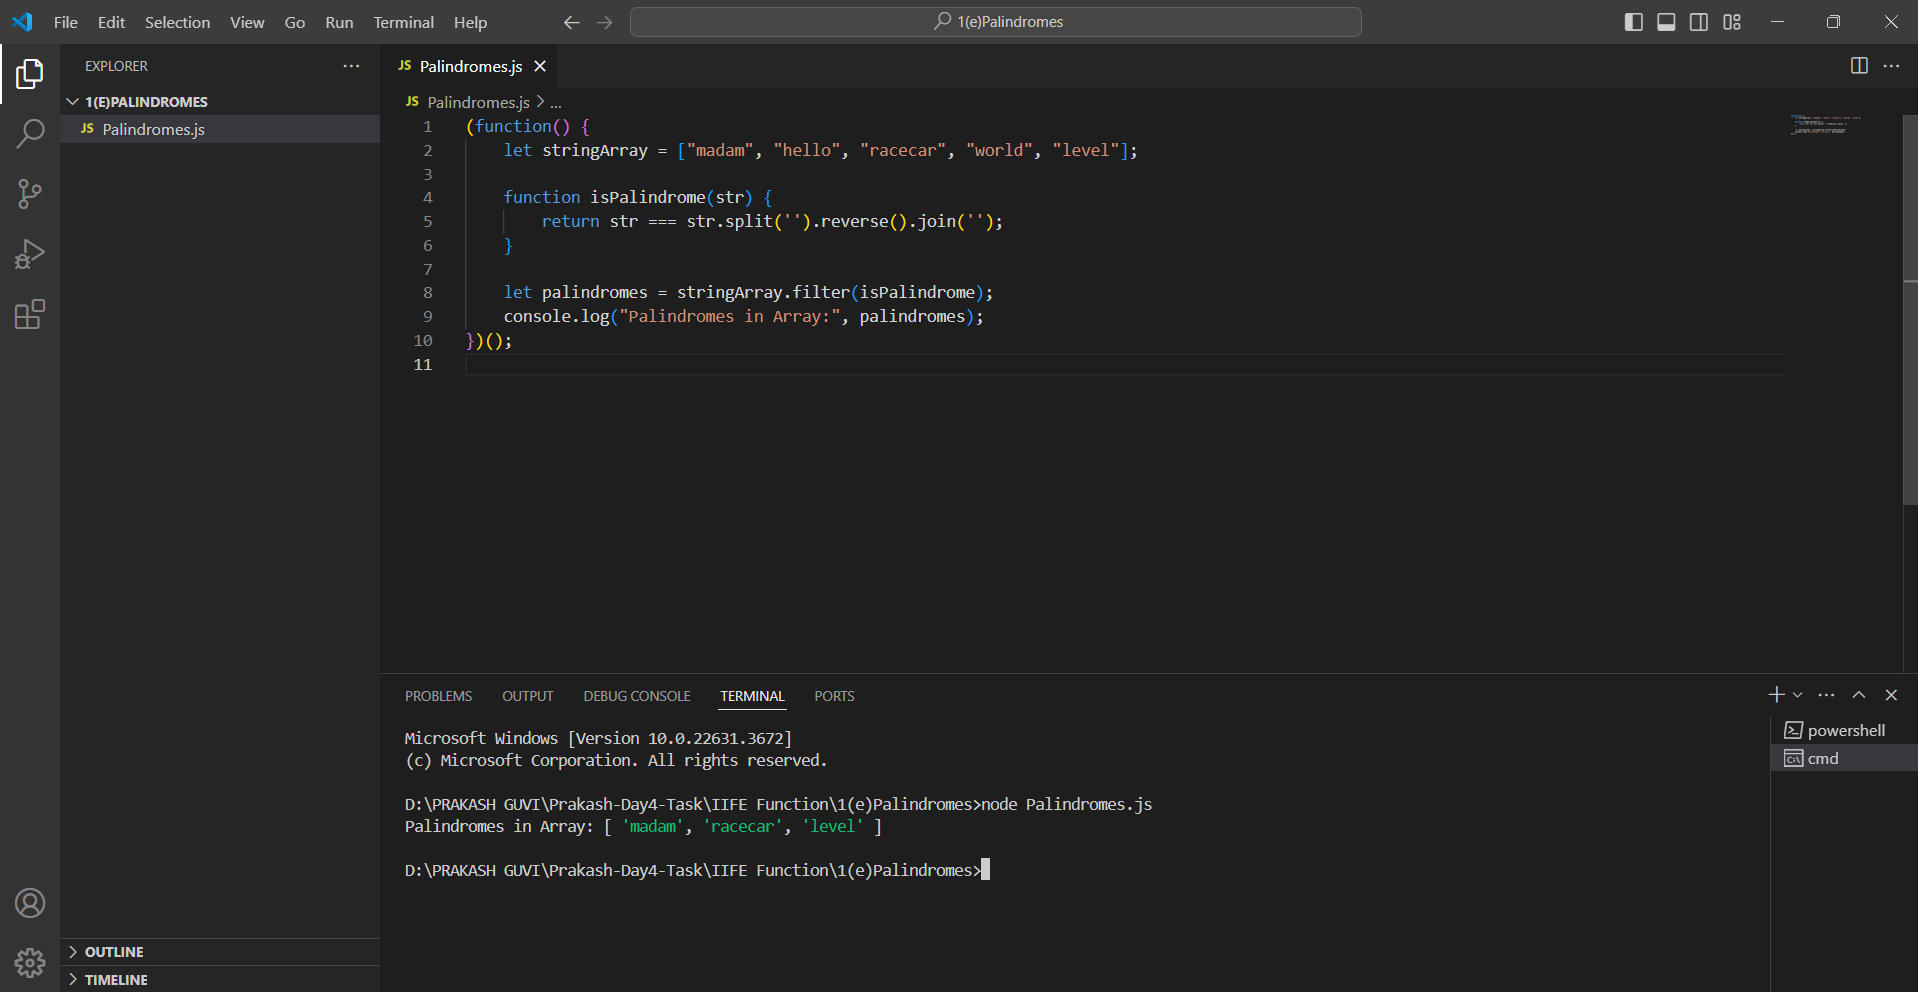 File Edit Selection View Go Run Terminal Help
1(e)Palindromes
EXPLORER
1(E)PALINDROMES
JS Palindromes.js
OUTLINE
TIMELINE
JS Palindromes.js
JS Palindromes.js > ...
1 (function() {
2     let stringArray = ["madam", "hello", "racecar", "world", "level"];
3
4     function isPalindrome(str) {
5         return str === str.split('').reverse().join('');
6     }
7
8     let palindromes = stringArray.filter(isPalindrome);
9     console.log("Palindromes in Array:", palindromes);
10 })();
11
PROBLEMS OUTPUT DEBUG CONSOLE TERMINAL PORTS
Microsoft Windows [Version 10.0.22631.3672]
(c) Microsoft Corporation. All rights reserved.
D:\PRAKASH GUVI\Prakash-Day4-Task\IIFE Function\1(e)Palindromes>node Palindromes.js
Palindromes in Array: [ 'madam', 'racecar', 'level' ]
D:\PRAKASH GUVI\Prakash-Day4-Task\IIFE Function\1(e)Palindromes>
powershell
cmd